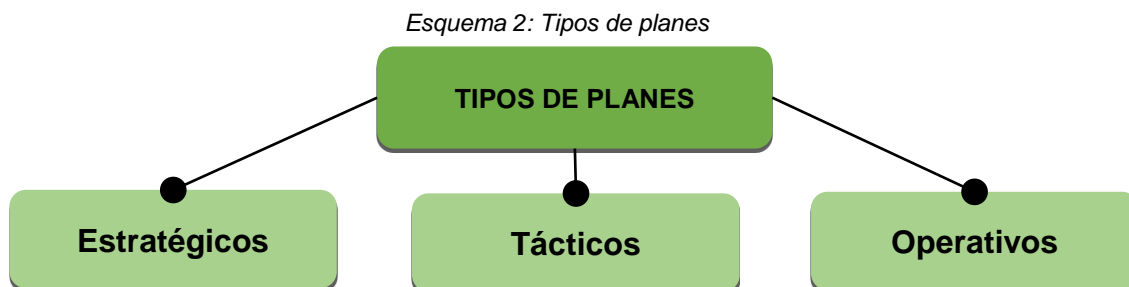 Esquema 2: Tipos de planes
TIPOS DE PLANES
Estratégicos
Tácticos
Operativos